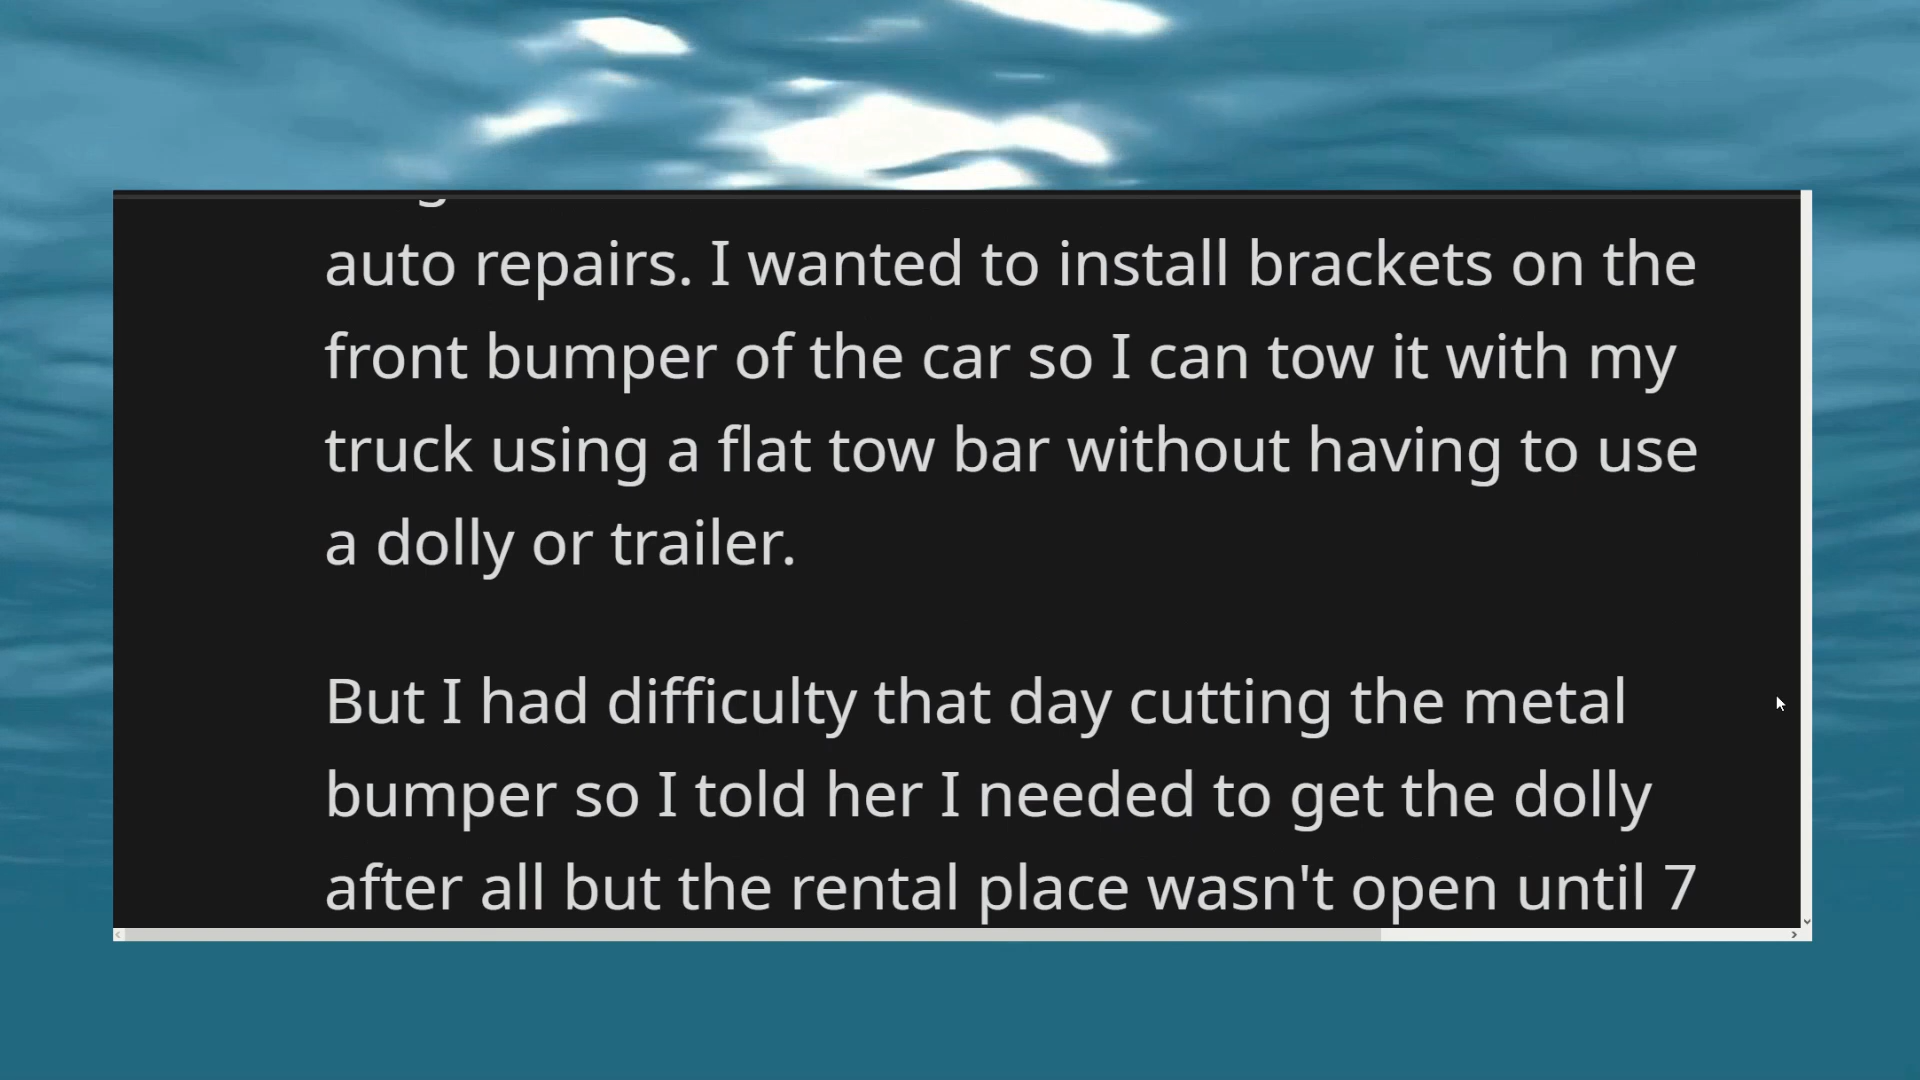 auto repairs. I wanted to install brackets on the
front bumper of the car so I can tow it with my
truck using a flat tow bar without having to use
a dolly or trailer.
But I had difficulty that day cutting the metal
bumper so I told her I needed to get the dolly
after all but the rental place wasn't open until 7